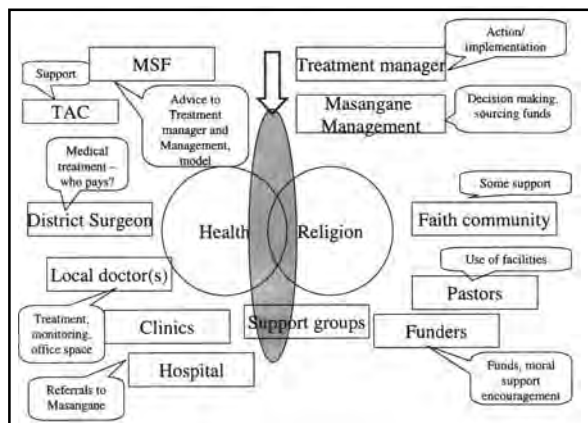 Support
MSF
TAC
Advice to
Treatment
manager and
Management,
model
Medical
treatment –
who pays?
District Surgeon
Local doctor(s)
Treatment,
monitoring,
office space
Clinics
Hospital
Referrals to
Masangane
Health
Religion
Support groups
Action/
implementation
Treatment manager
Masangane
Management
Decision making,
sourcing funds
Some support
Faith community
Use of facilities
Pastors
Funders
Funds, moral
support
encouragement